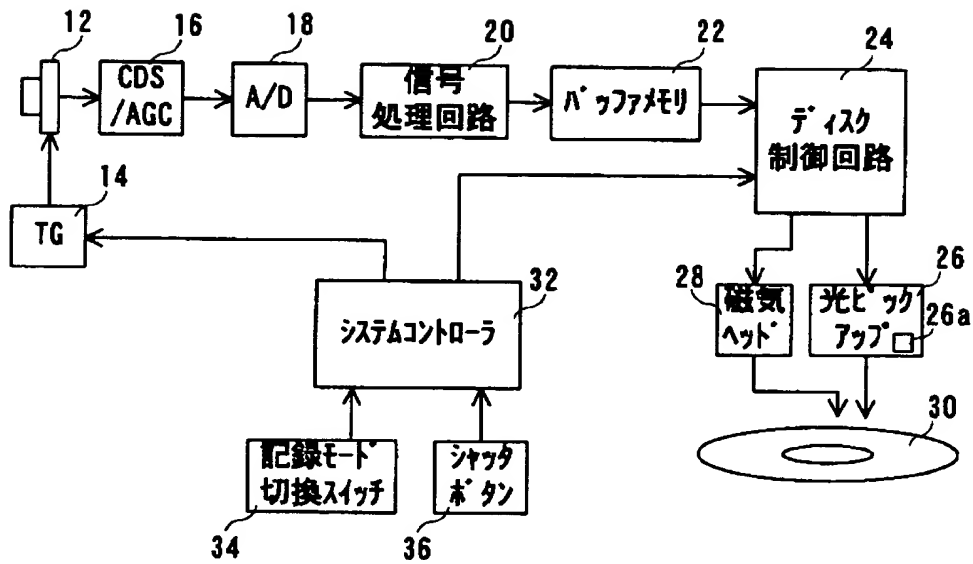 12
16
18
20
22
24
CDS
/AGC
A/D
信号
処理回路
バッファメモリ
ディスク
制御回路
14
TG
32
システムコントローラ
28
磁気
ヘッド
26
光ピック
アップ
26a
30
記録モード
切換スイッチ
34
シャッタ
ボタン
36